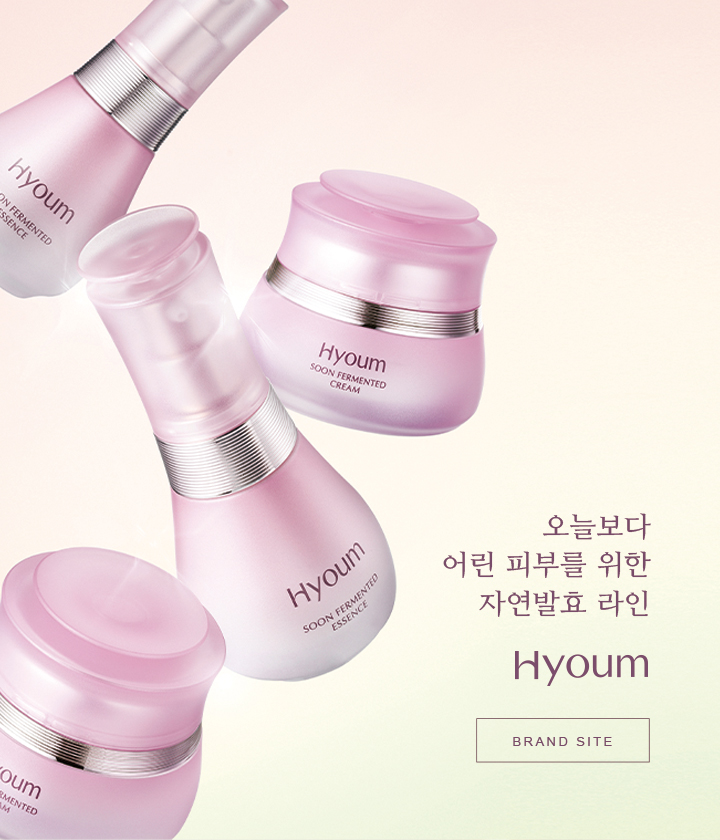 Hyoum
SOON FERMENTED
ESSENCE
Hyoum
SOON FERMENTED
CREAM
Hyoum
SOON FERMENTED
ESSENCE
오늘보다
어린 피부를 위한
자연발효 라인
Hyoum
BRAND SITE